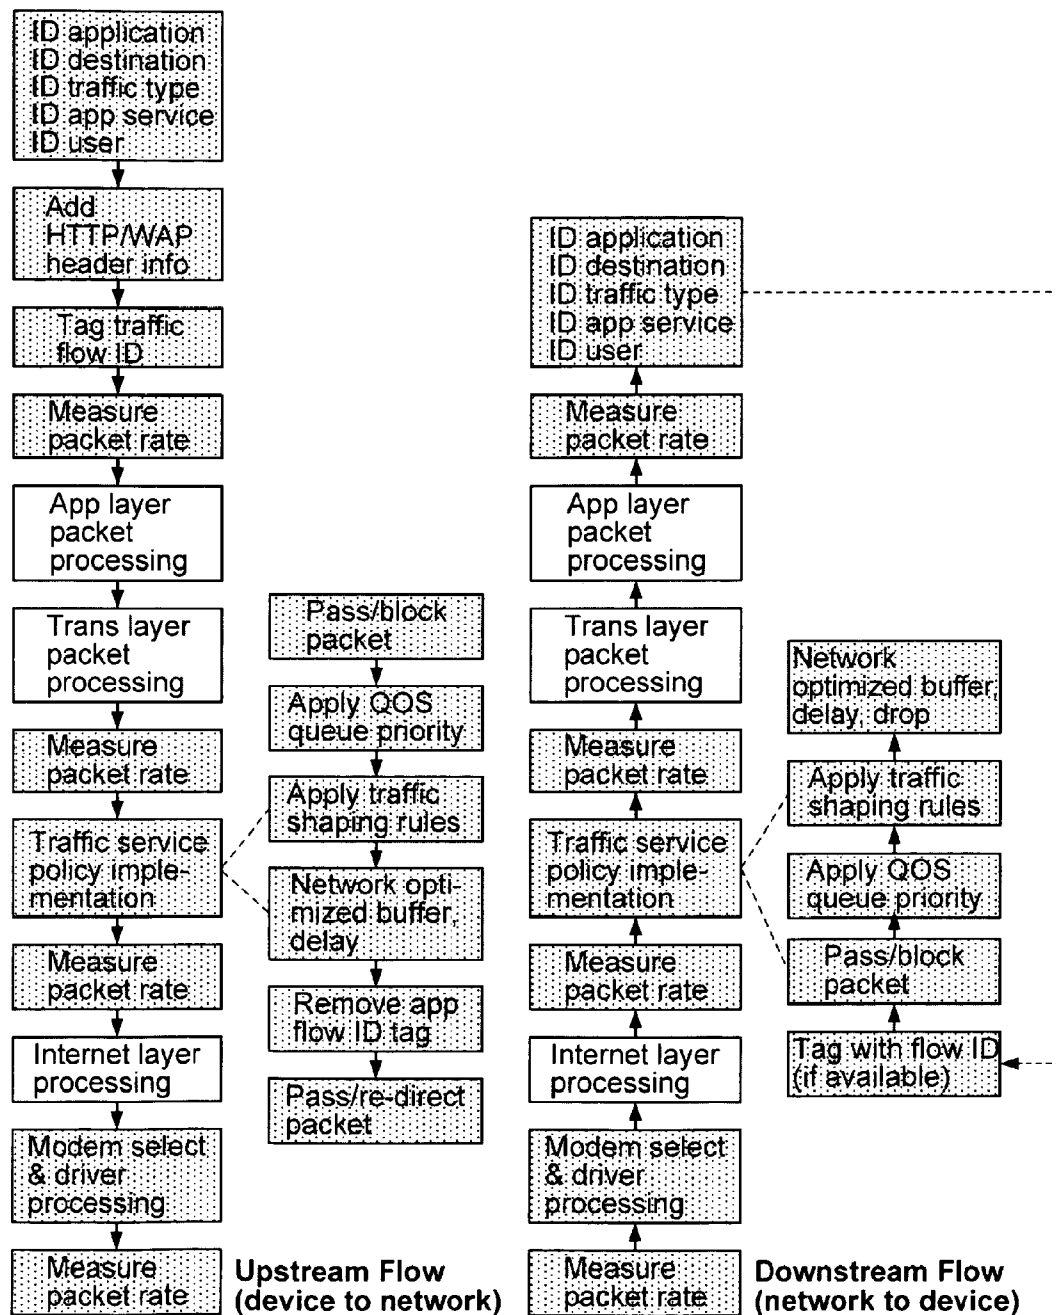 ID application
ID destination
ID traffic type
ID app service
ID user
Add
HTTP/WAP
header info
Tag traffic
flow ID
Measure
packet rate
App layer
packet
processing
Trans layer
packet
processing
Measure
packet rate
Traffic service
policy imple-
mentation
Measure
packet rate
Internet layer
processing
Modem select
& driver
processing
Measure
packet rate
Pass/block
packet
Apply QOS
queue priority
Apply traffic
shaping rules
Network opti-
mized buffer,
delay
Remove app
flow ID tag
Pass/re-direct
packet
Upstream Flow
(device to network)
ID application
ID destination
ID traffic type
ID app service
ID user
Measure
packet rate
App layer
packet
processing
Trans layer
packet
processing
Measure
packet rate
Traffic service
policy imple-
mentation
Measure
packet rate
Internet layer
processing
Modem select
& driver
processing
Measure
packet rate
Network
optimized buffer,
delay, drop
Apply traffic
shaping rules
Apply QOS
queue priority
Pass/block
packet
Tag with flow ID
(if available)
Downstream Flow
(network to device)